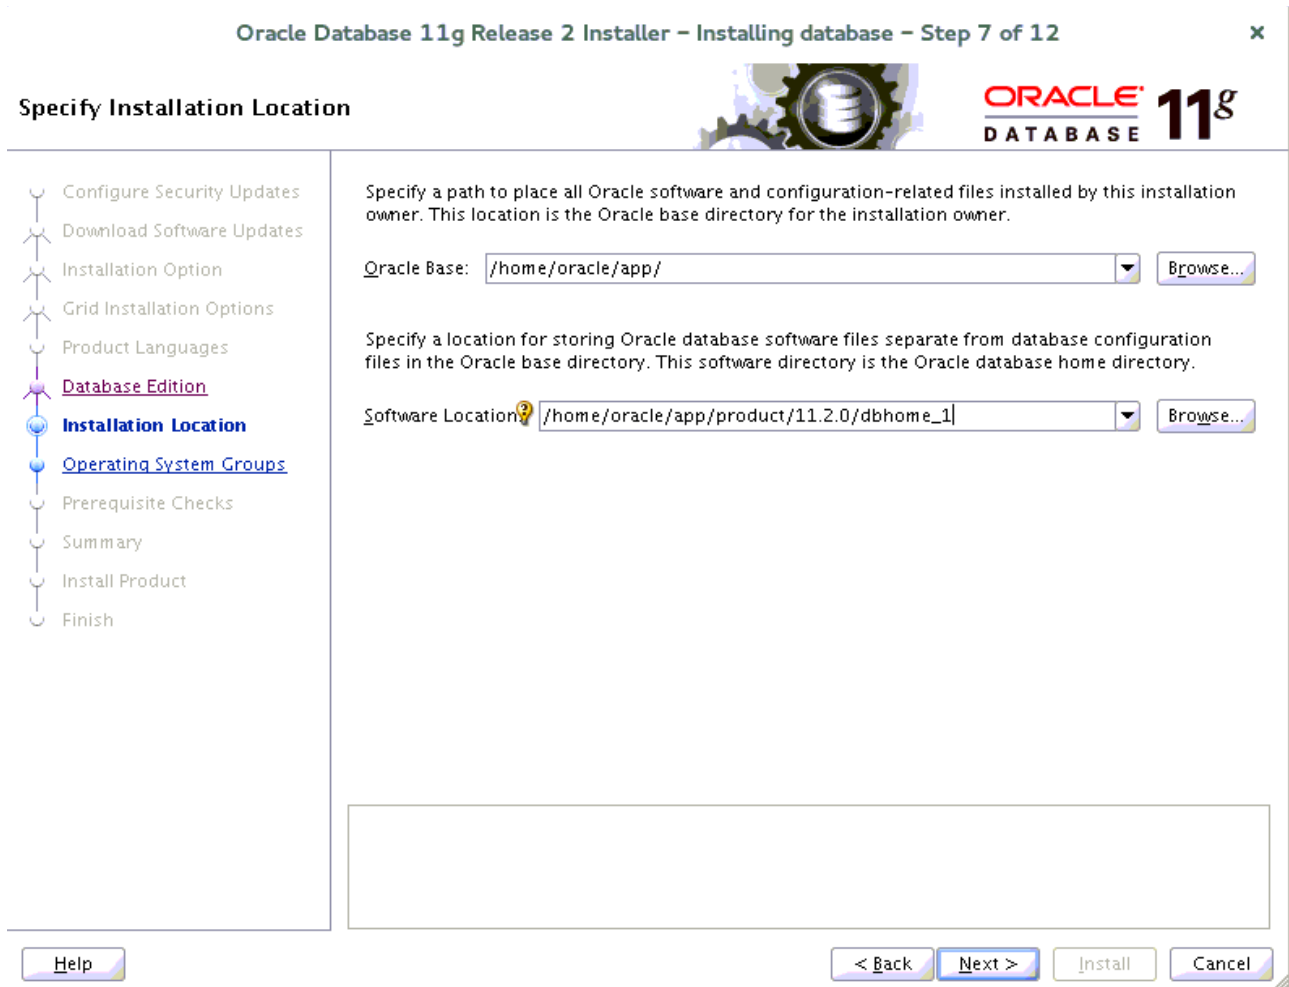 Oracle Database 11g Release 2 Installer – Installing database – Step 7 of 12
Specify Installation Location
ORACLE
DATABASE
11g
Configure Security Updates
Download Software Updates
Installation Option
Grid Installation Options
Product Languages
Database Edition
Installation Location
Operating System Groups
Prerequisite Checks
Summary
Install Product
Finish
Specify a path to place all Oracle software and configuration-related files installed by this installation
owner. This location is the Oracle base directory for the installation owner.
Oracle Base: /home/oracle/app/ Browse...
Specify a location for storing Oracle database software files separate from database configuration
files in the Oracle base directory. This software directory is the Oracle database home directory.
Software Location: /home/oracle/app/product/11.2.0/dbhome_1 Browse...
Help < Back Next > Install Cancel